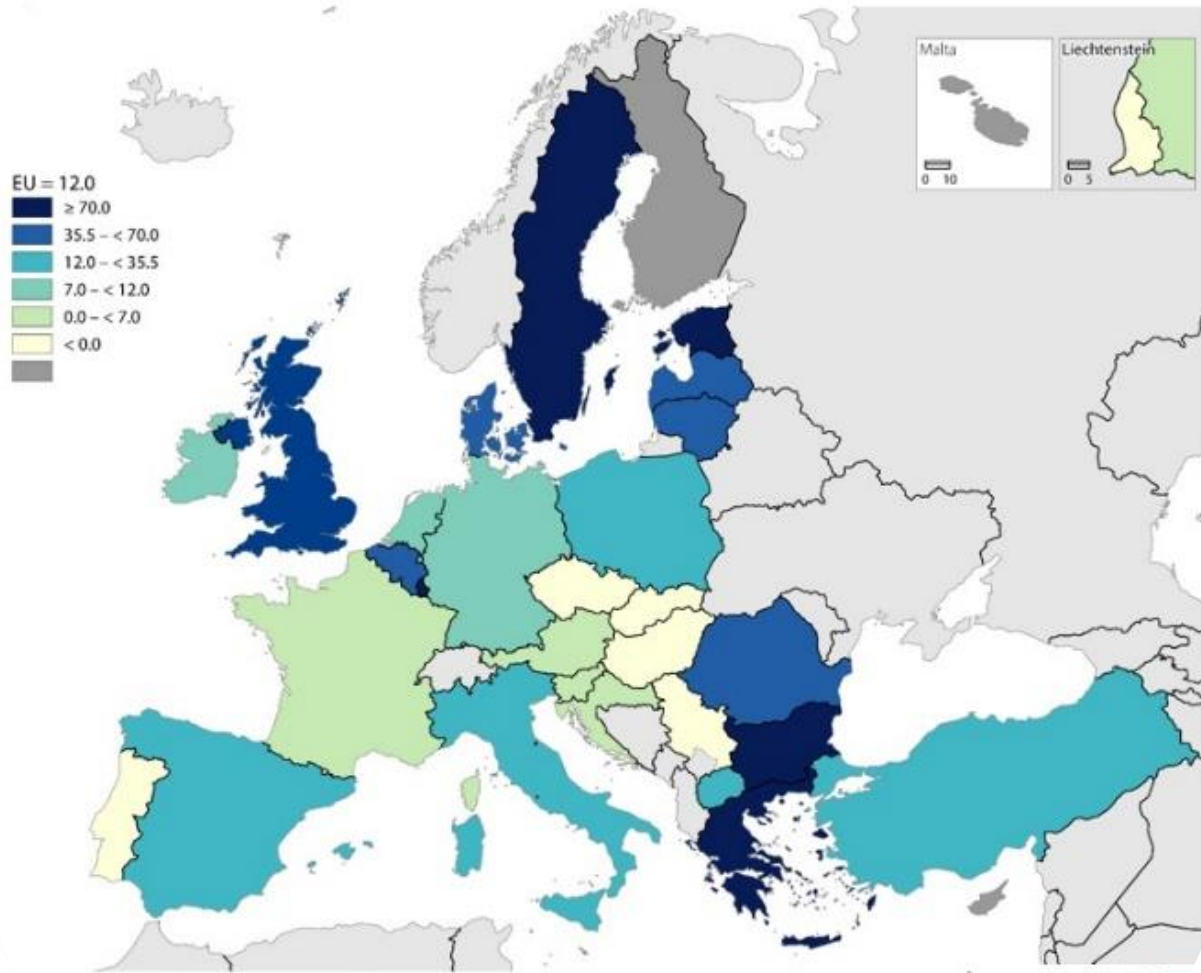 EU = 12.0
≥ 70.0
35.5 – < 70.0
12.0 – < 35.5
7.0 – < 12.0
0.0 – < 7.0
< 0.0
Malta
0 10
Liechtenstein
0 5